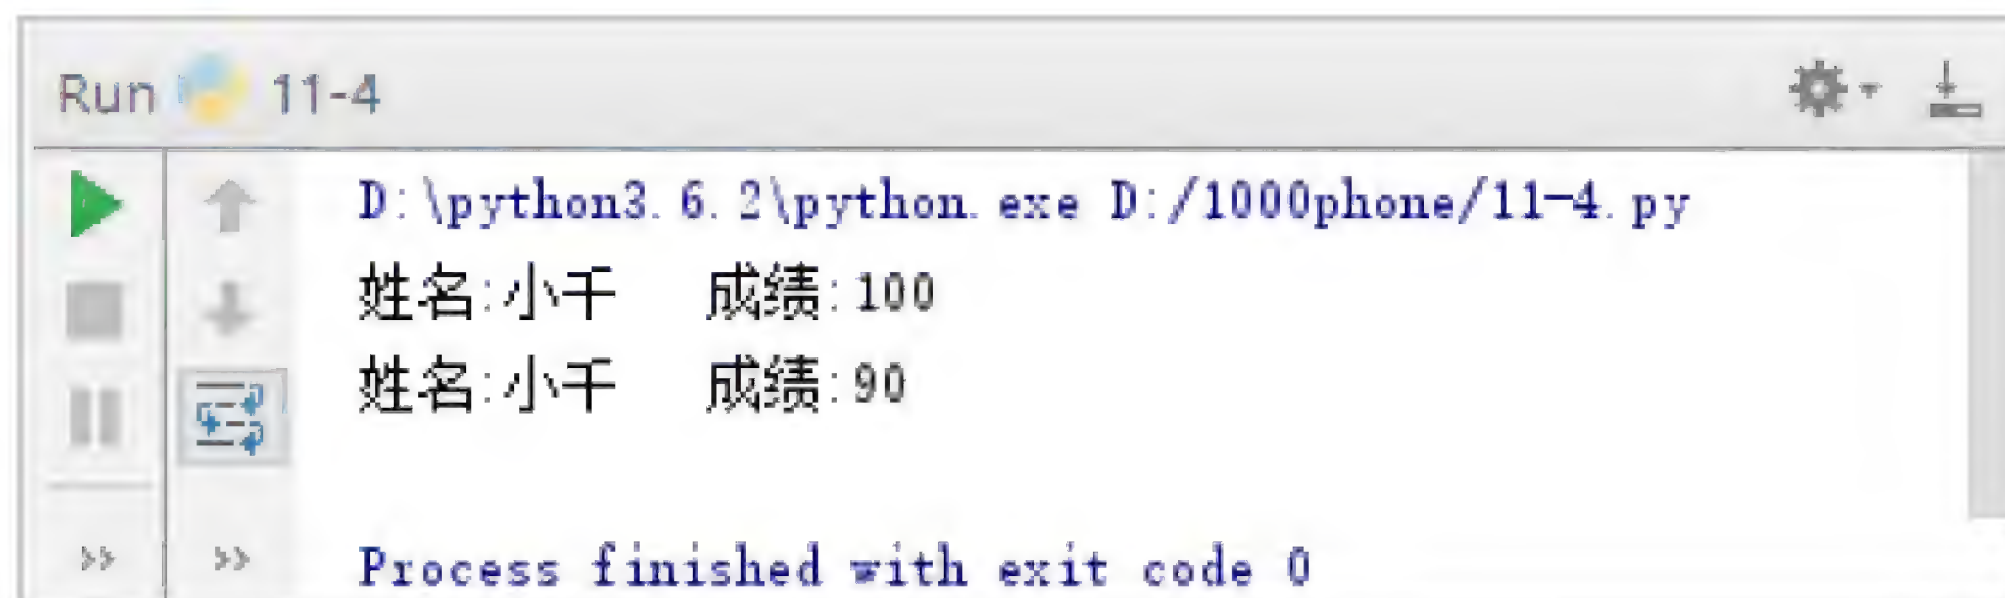 Run 11-4
D:\python3.6.2\python.exe D:/1000phone/11-4.py
姓名:小千 成绩:100
姓名:小千 成绩:90
Process finished with exit code 0